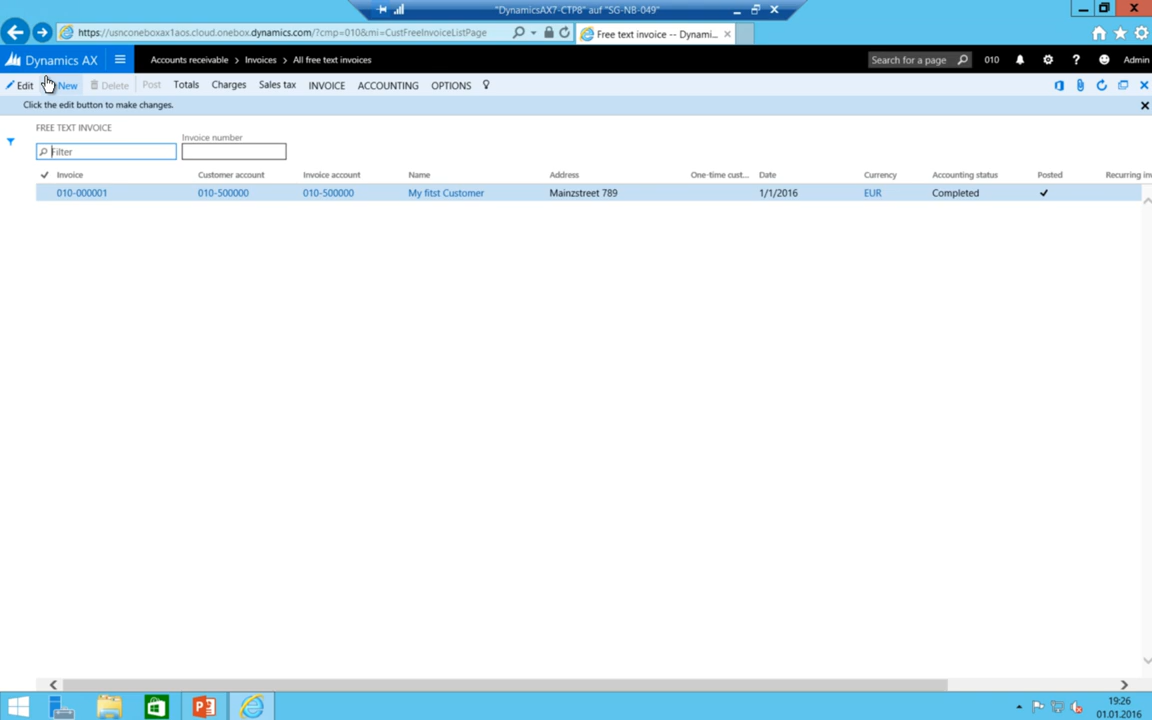 "DynamicsAX7-CTP8" auf "SG-NB-049"
https://usnconeboxax1aos.cloud.onebox.dynamics.com/?cmp=010&mi=CustFreeInvoiceListPage
Free text invoice -- Dynami...
Dynamics AX
Accounts receivable > Invoices > All free text invoices
Search for a page
010
?
Admin
Edit New Delete Post Totals Charges Sales tax INVOICE ACCOUNTING OPTIONS
Click the edit button to make changes.
FREE TEXT INVOICE
Invoice number
Filter
Invoice Customer account Invoice account Name Address One-time cust... Date Currency Accounting status Posted Recurring inv
010-000001 010-500000 010-500000 My fitst Customer Mainzstreet 789 1/1/2016 EUR Completed
19:26
01.01.2016